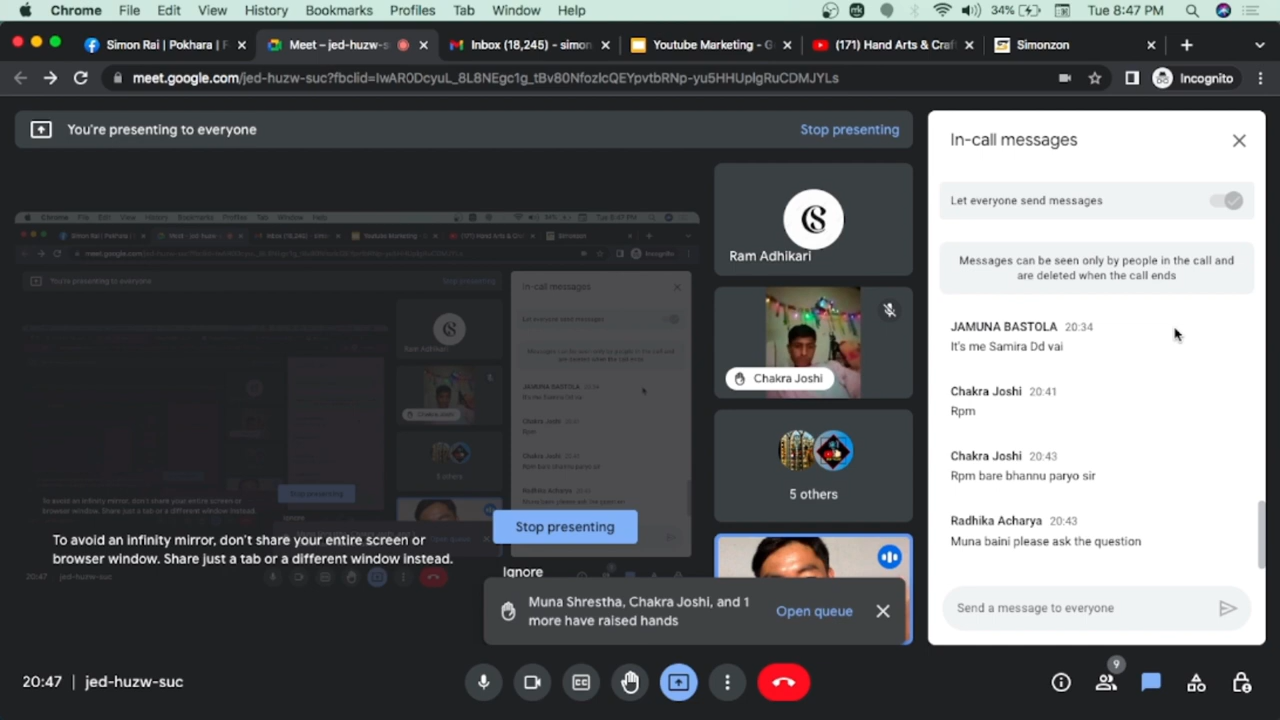 Chrome File Edit View History Bookmarks Profiles Tab Window Help 34% Tue 8:47 PM
Simon Rai | Pokhara | F Meet – jed-huzw-s Inbox (18,245) - simon Youtube Marketing - G (171) Hand Arts & Craf Simonzon
meet.google.com/jed-huzw-suc?fbclid=IwAR0DcyuL_8L8NEgc1g_tBv80NfozIcQEYpvtbRNp-yu5HHUplgRuCDMJYLs Incognito
You're presenting to everyone Stop presenting
Ram Adhikari
Chakra Joshi
5 others
Stop presenting
To avoid an infinity mirror, don't share your entire screen or
browser window. Share just a tab or a different window instead.
Ignore
Muna Shrestha, Chakra Joshi, and 1
more have raised hands
Open queue
In-call messages
Let everyone send messages
Messages can be seen only by people in the call and
are deleted when the call ends
JAMUNA BASTOLA 20:34
It's me Samira Dd vai
Chakra Joshi 20:41
Rpm
Chakra Joshi 20:43
Rpm bare bhannu paryo sir
Radhika Acharya 20:43
Muna baini please ask the question
Send a message to everyone
20:47 | jed-huzw-suc
9